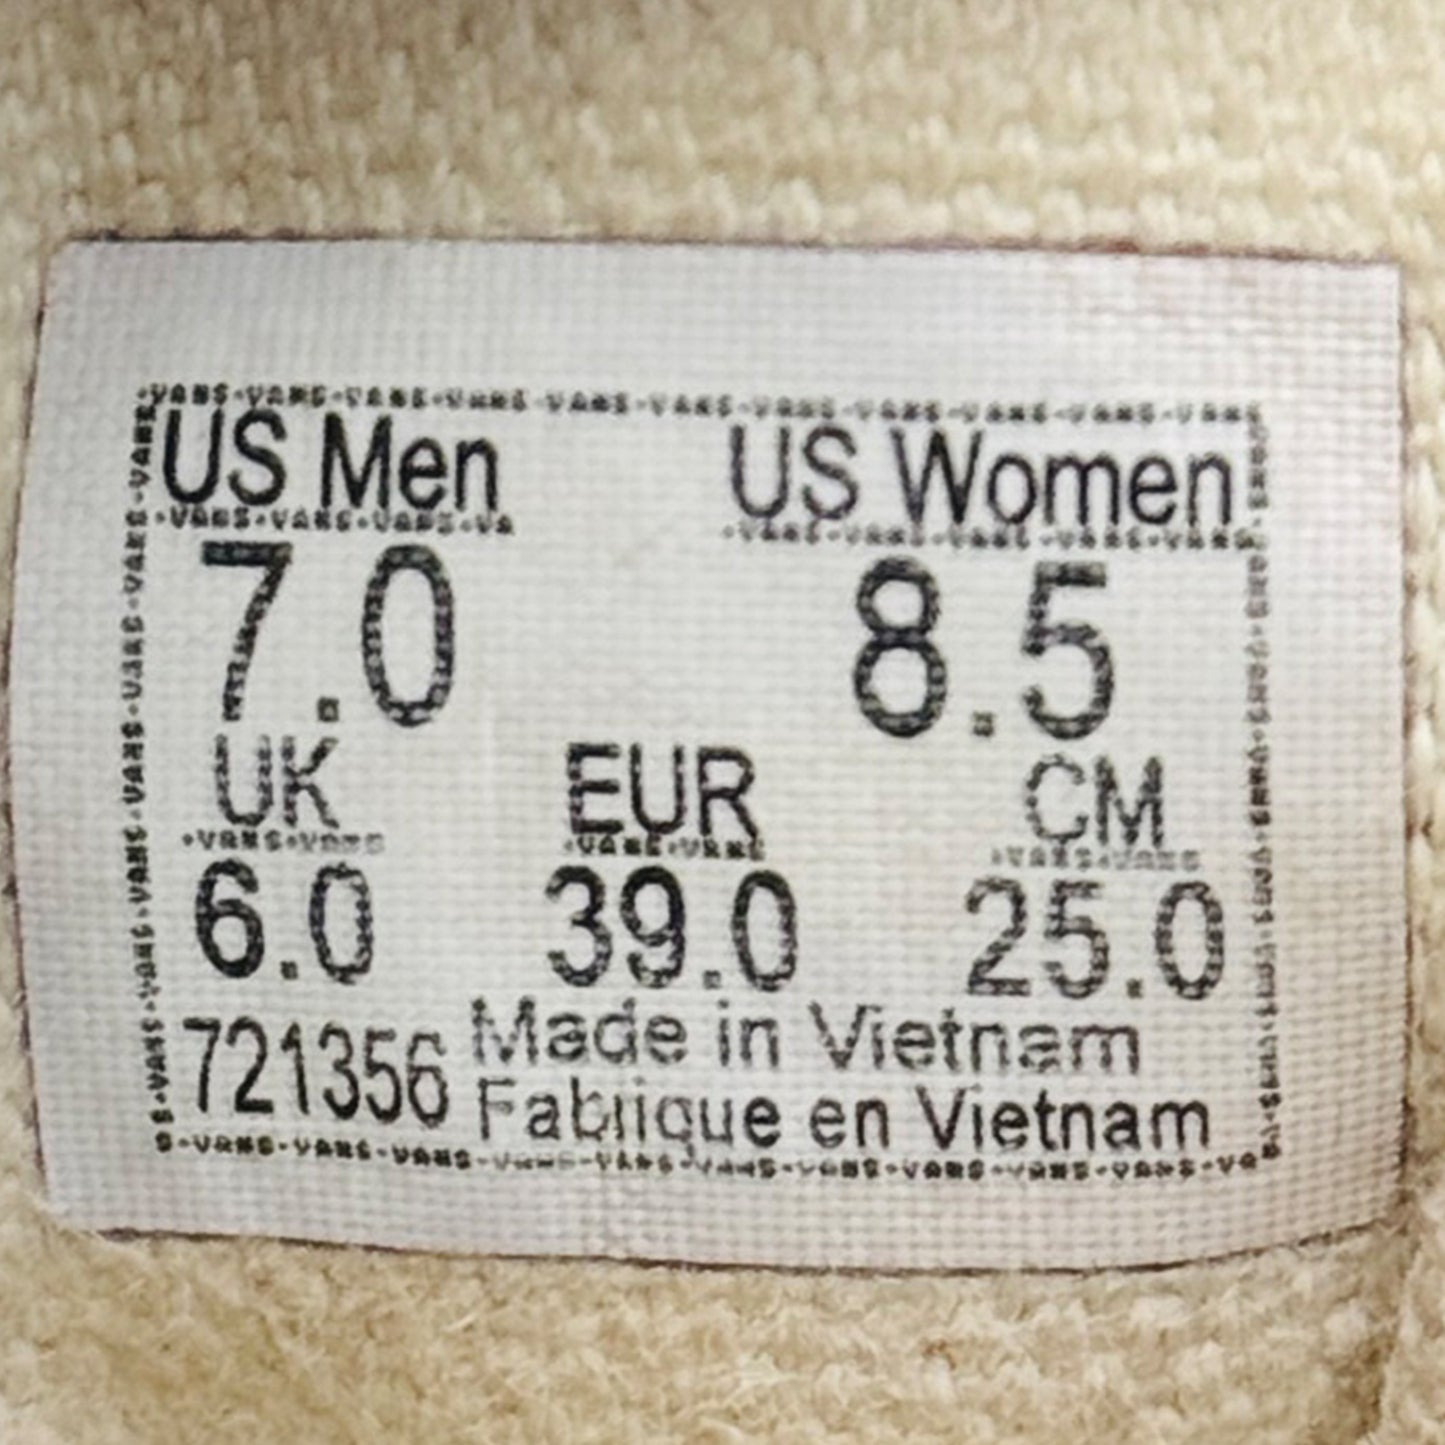 US Men US Women
7.0 8.5
UK EUR CM
6.0 39.0 25.0
721356 Made in Vietnam
Fabrique en Vietnam